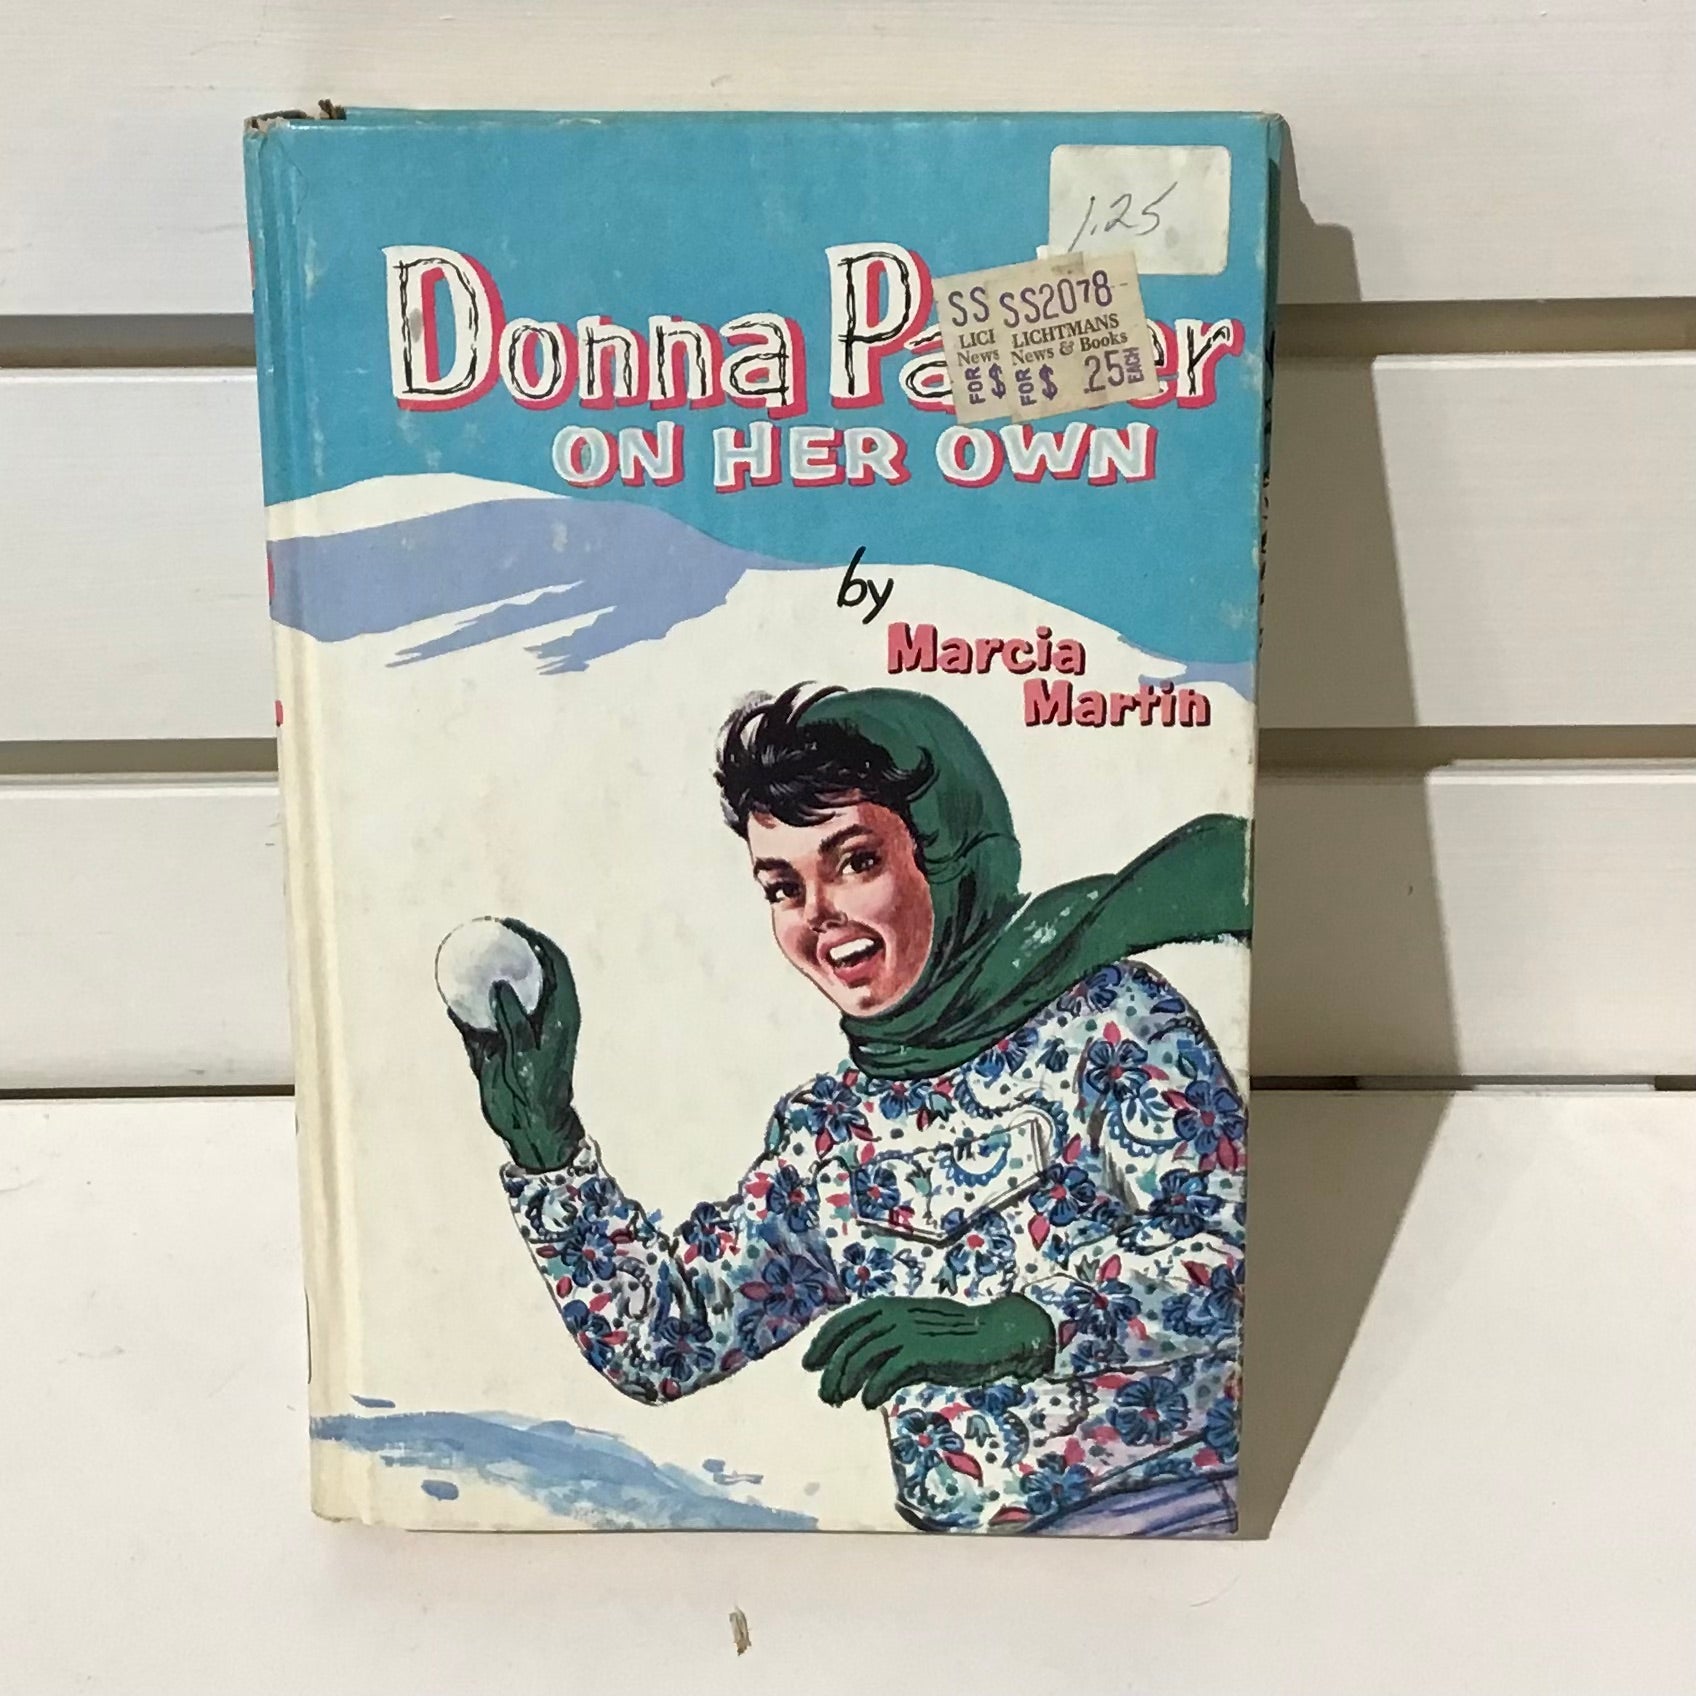 1.25
Donna Pa er
SS SS2078
LICI LICHTMANS
News News & Books
FOR $ FOR $ .25 EACH
ON HER OWN
by
Marcia
Martin